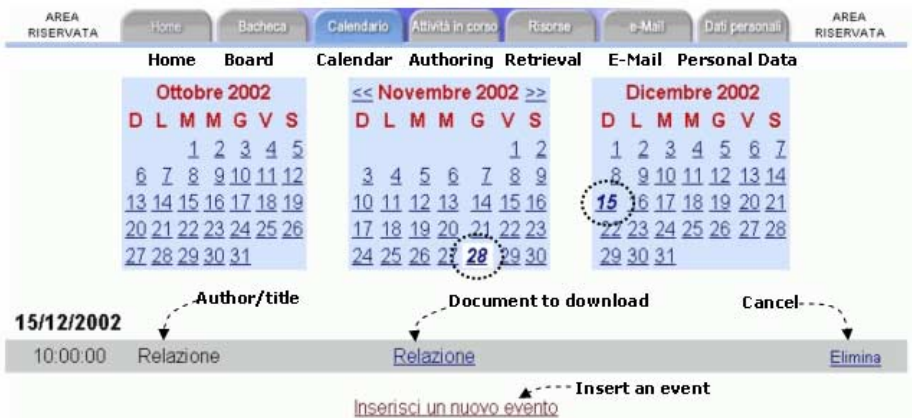 AREA RISERVATA Home Bacheca Calendario Attività in corso Risorse e-Mail Dati personali AREA RISERVATA
Home Board Calendar Authoring Retrieval E-Mail Personal Data
Ottobre 2002 << Novembre 2002 >> Dicembre 2002
D L M M G V S D L M M G V S D L M M G V S
1 2 3 4 5 1 2 1 2 3 4 5 6 7
6 7 8 9 10 11 12 3 4 5 6 7 8 9 8 9 10 11 12 13 14
13 14 15 16 17 18 19 10 11 12 13 14 15 16 15 16 17 18 19 20 21
20 21 22 23 24 25 26 17 18 19 20 21 22 23 22 23 24 25 26 27 28
27 28 29 30 31 24 25 26 27 28 29 30 29 30 31
Author/title Document to download Cancel
15/12/2002
10:00:00 Relazione Relazione Elimina
Insert an event
Inserisci un nuovo evento